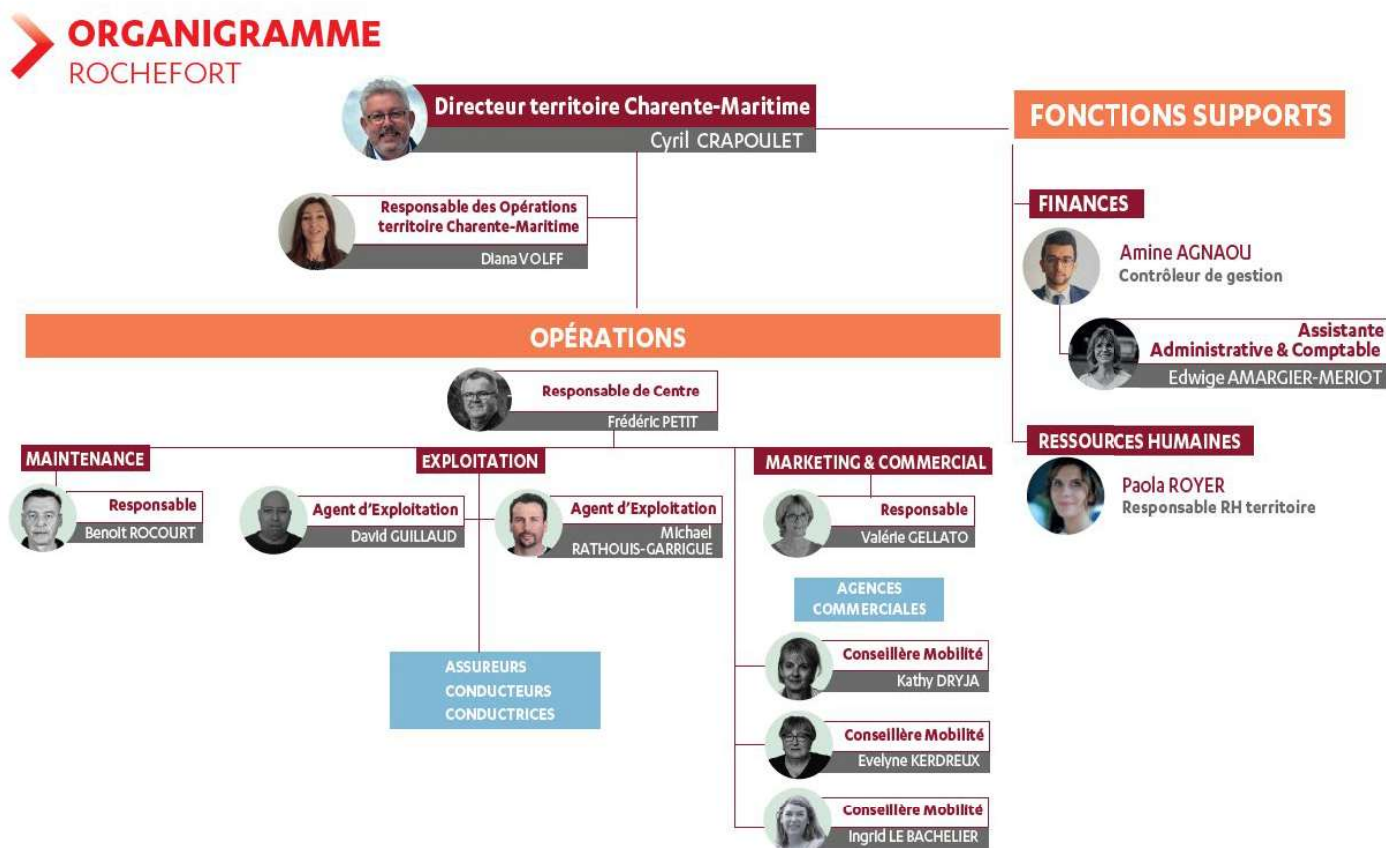 ORGANIGRAMME
ROCHEFORT
Directeur territoire Charente-Maritime
Cyril CRAPOULET
Responsable des Opérations
territoire Charente-Maritime
Diana VOLFF
FONCTIONS SUPPORTS
FINANCES
Amine AGNAOU
Contrôleur de gestion
Assistante
Administrative & Comptable
Edwige AMARGIER-MERIOT
RESSOURCES HUMAINES
Paola ROYER
Responsable RH territoire
OPÉRATIONS
Responsable de Centre
Frédéric PETIT
MAINTENANCE
Responsable
Benoit ROCOURT
EXPLOITATION
Agent d’Exploitation
David GUILLAUD
Agent d’Exploitation
Michael
RATHOUIS-GARRIGUE
ASSUREURS
CONDUCTEURS
CONDUCTRICES
MARKETING & COMMERCIAL
Responsable
Valérie GELLATO
AGENCES
COMMERCIALES
Conseillère Mobilité
Kathy DRYJA
Conseillère Mobilité
Evelyne KERDREUX
Conseillère Mobilité
Ingrid LE BACHELIER